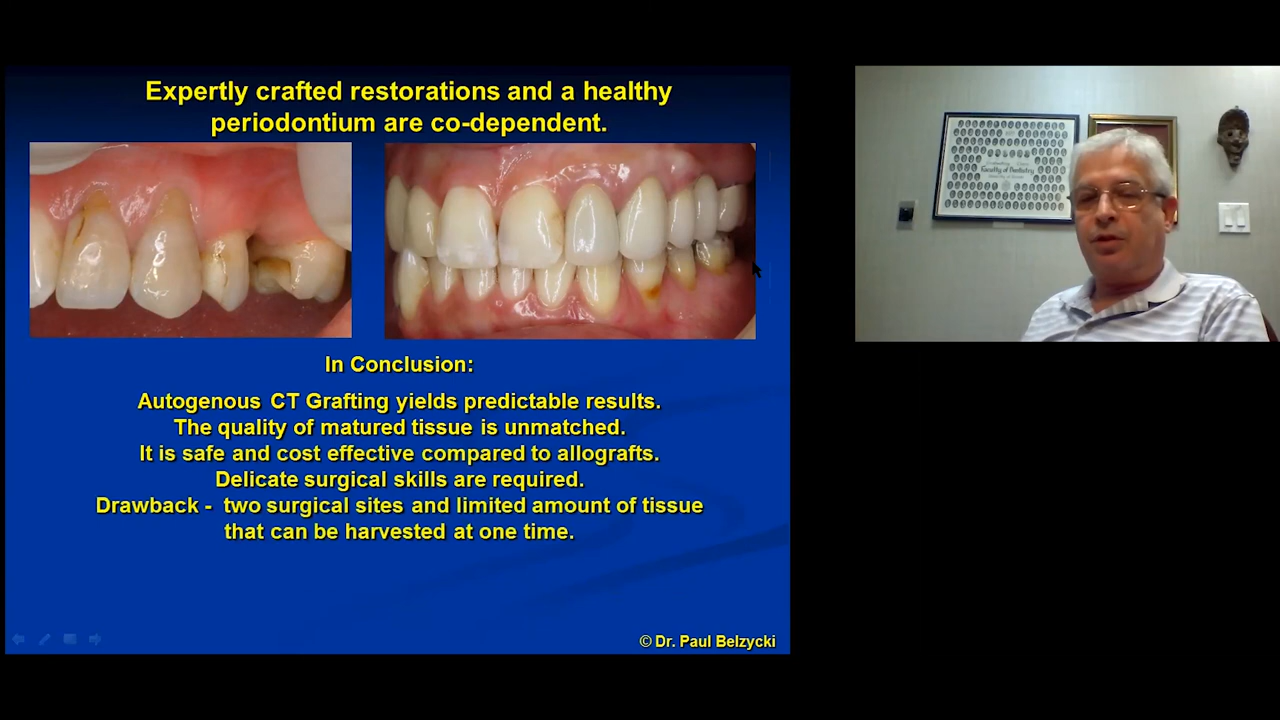 Expertly crafted restorations and a healthy
periodontium are co-dependent.
In Conclusion:
Autogenous CT Grafting yields predictable results.
The quality of matured tissue is unmatched.
It is safe and cost effective compared to allografts.
Delicate surgical skills are required.
Drawback - two surgical sites and limited amount of tissue
that can be harvested at one time.
© Dr. Paul Belzycki
Faculty of Dentistry